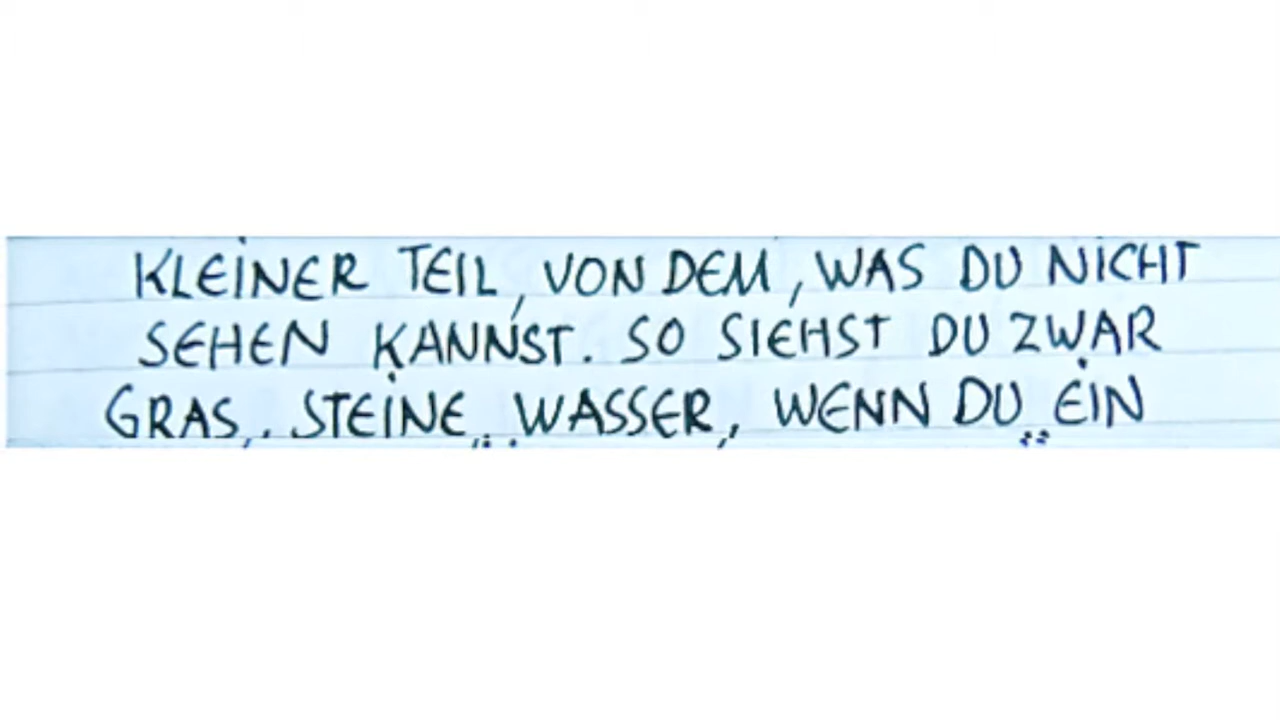 KLEINER TEIL, VON DEM, WAS DU NICHT
SEHEN KANNST. SO SIEHST DU ZWAR
GRAS, STEINE, WASSER, WENN DU EIN